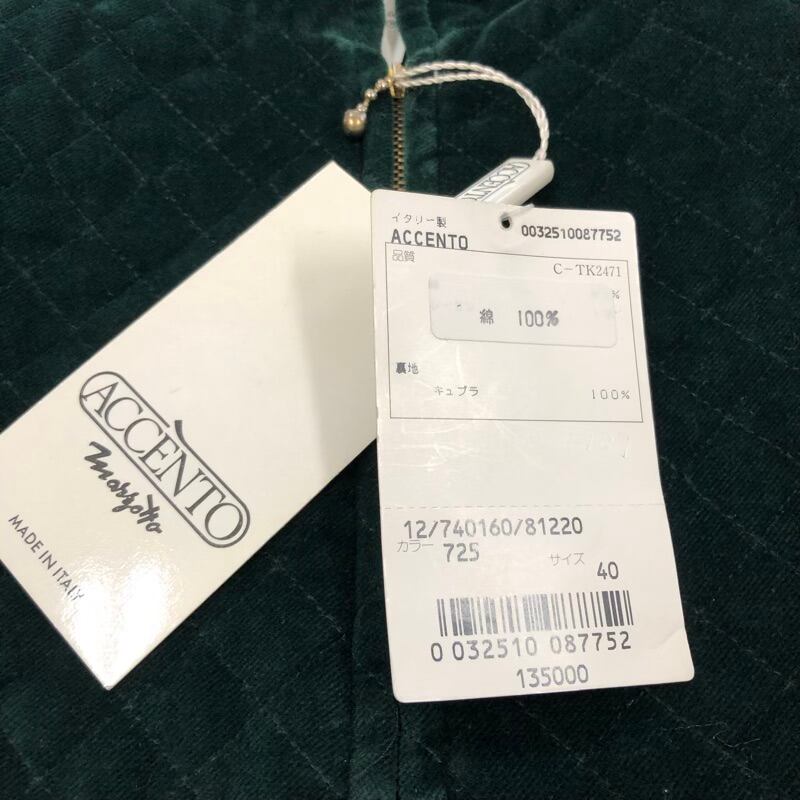 ACCENTO
イタリー製
ACCENTO 0032510087752
品質
C-TK2471
%
綿 100%
裏地
キュプラ 100%
12/740160/81220
カラー 725 サイズ 40
0 032510 087752
135000
ACCENTO
Marzotto
MADE IN ITALY